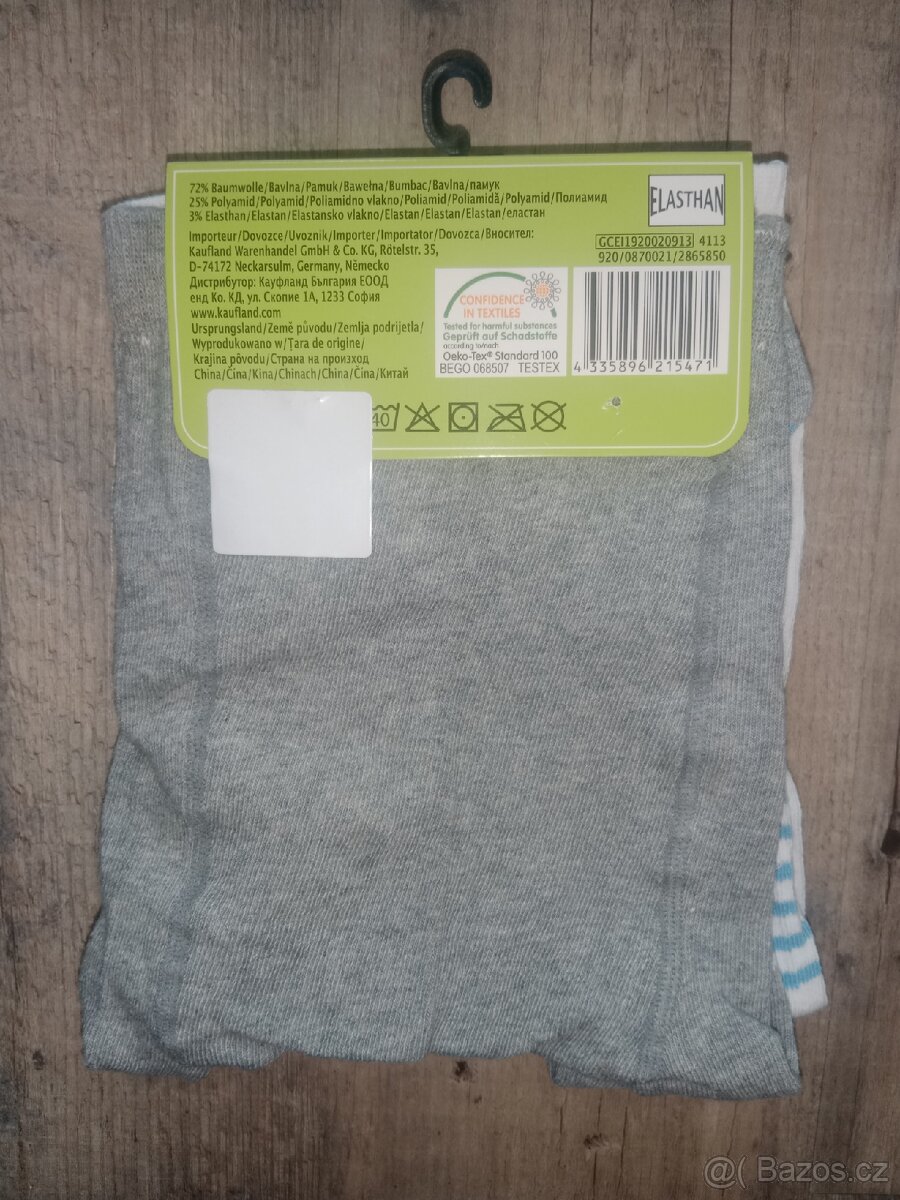 72% Baumwolle/Bavlna/Pamuk/Bawełna/Bumbac/Bavlna/памук
25% Polyamid/Polyamid/Poliamidno vlakno/Poliamid/Poliamidă/Polyamid/Полиамид
3% Elasthan/Elastan/Elastansko vlakno/Elastan/Elastan/Elastan/еластан
ELASTHAN
Importeur/Dovozce/Uvoznik/Importer/Importator/Dovozca/Вносител:
Kaufland Warenhandel GmbH & Co. KG, Rötelstr. 35,
D-74172 Neckarsulm, Germany, Německo
Дистрибутор: Кауфланд България ЕООД
енд Ко. КД, ул. Скопие 1А, 1233 София
www.kaufland.com
Ursprungsland/Země původu/Zemlja podrijetla/
Wyprodukowano w/Țara de origine/
Krajina pôvodu/Страна на произход
China/Čína/Kina/Chinach/China/Čína/Китай
GCEI1920020913 4113
920/0870021/2865850
CONFIDENCE
IN TEXTILES
Tested for harmful substances
Geprüft auf Schadstoffe
according to/nach
Oeko-Tex® Standard 100
BEGO 068507 TESTEX
4 335896 215471
40
@( Bazos.cz